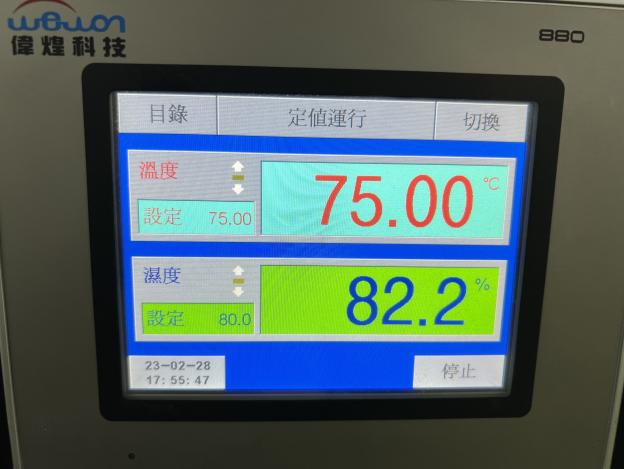 wewon
偉煌科技
880
目錄 定值運行 切換
溫度
75.00 ℃
設定 75.00
濕度
82.2 %
設定 80.0
23-02-28
17:55:47
停止